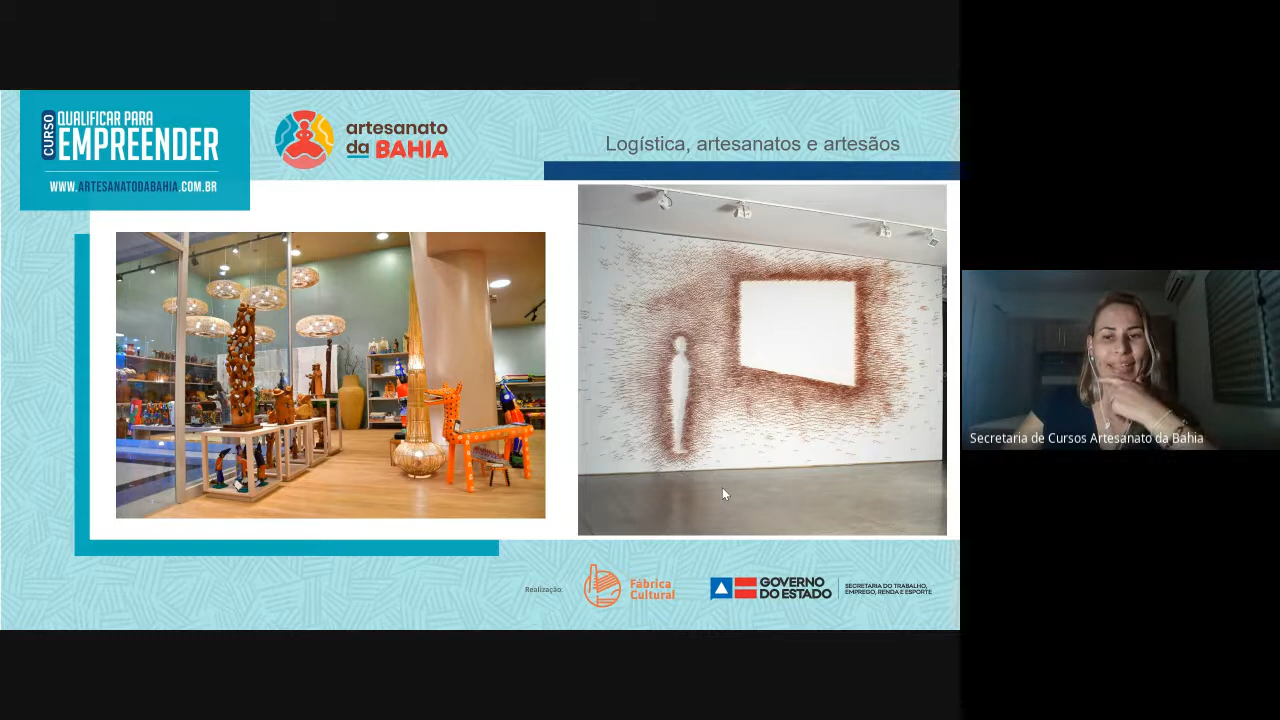 CURSO
QUALIFICAR PARA
EMPREENDER
WWW.ARTESANATODABAHIA.COM.BR
artesanato
da BAHIA
Logística, artesanatos e artesãos
Secretaria de Cursos Artesanato da Bahia
Realização:
Fábrica
Cultural
GOVERNO
DO ESTADO
SECRETARIA DO TRABALHO,
EMPREGO, RENDA E ESPORTE